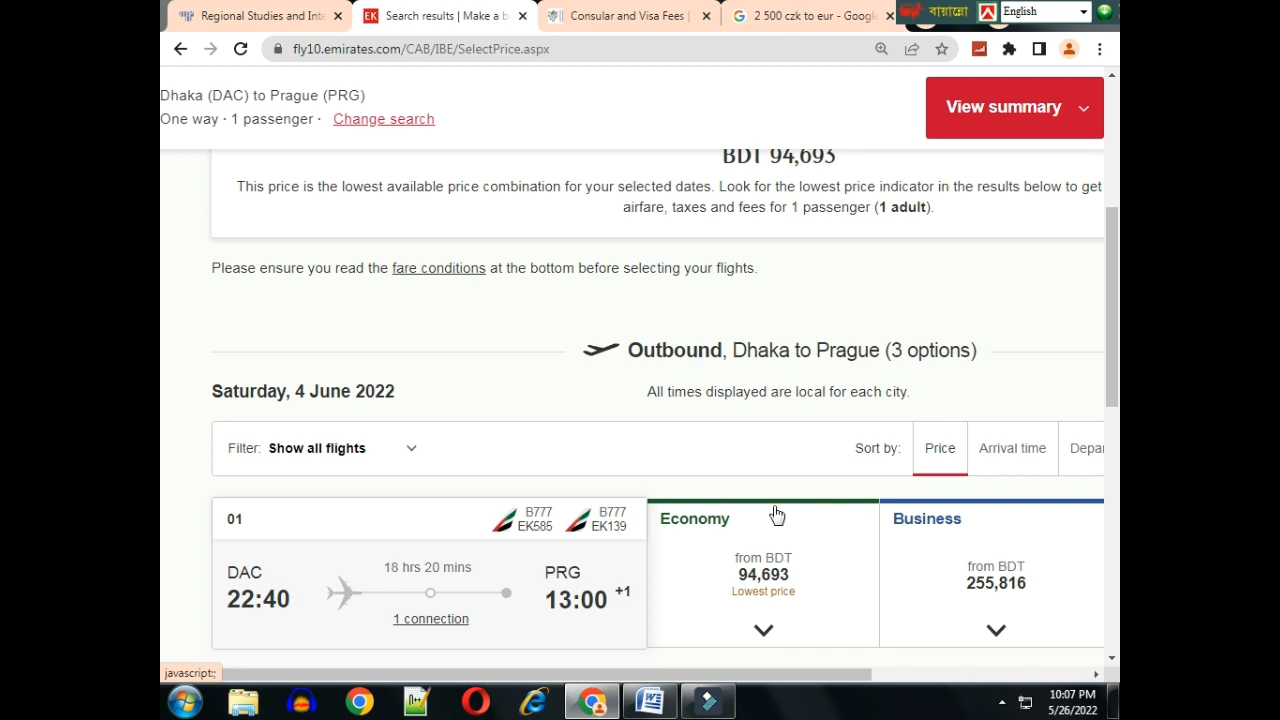 Regional Studies and Inte
EK Search results | Make a b
Consular and Visa Fees |
2 500 czk to eur - Google
বায়ান্নো
English
fly10.emirates.com/CAB/IBE/SelectPrice.aspx
Dhaka (DAC) to Prague (PRG)
One way · 1 passenger · Change search
View summary
BDT 94,693
This price is the lowest available price combination for your selected dates. Look for the lowest price indicator in the results below to get
airfare, taxes and fees for 1 passenger (1 adult).
Please ensure you read the fare conditions at the bottom before selecting your flights.
Outbound, Dhaka to Prague (3 options)
Saturday, 4 June 2022
All times displayed are local for each city.
Filter: Show all flights
Sort by: Price Arrival time Depar
01
B777
EK585
B777
EK139
DAC
22:40
18 hrs 20 mins
1 connection
PRG
13:00 +1
Economy
from BDT
94,693
Lowest price
Business
from BDT
255,816
javascript:;
10:07 PM
5/26/2022